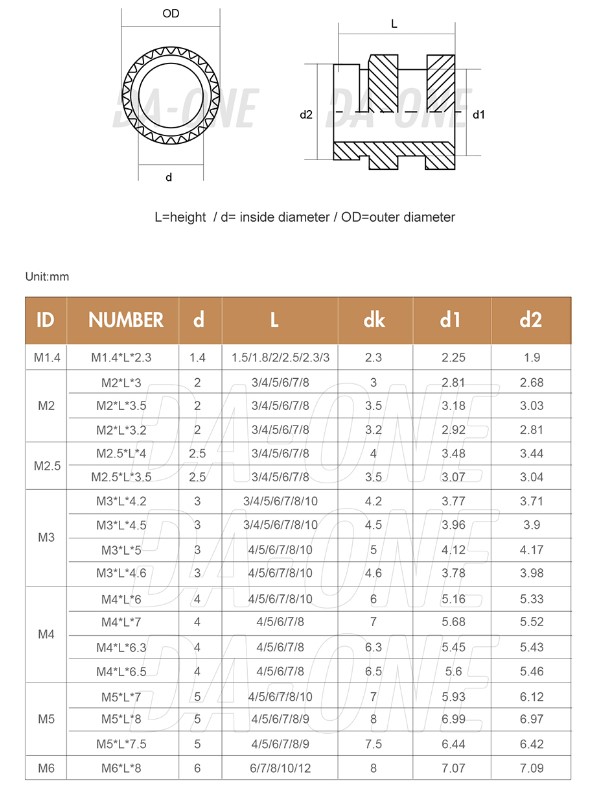 OD
L
DA-ONE
DA-ONE
d2
d1
d
L=height / d= inside diameter / OD=outer diameter
Unit:mm
ID NUMBER d L dk d1 d2
M1.4 M1.4*L*2.3 1.4 1.5/1.8/2/2.5/2.3/3 2.3 2.25 1.9
M2*L*3 2 3/4/5/6/7/8 3 2.81 2.68
M2 M2*L*3.5 2 3/4/5/6/7/8 3.5 3.18 3.03
M2*L*3.2 2 3/4/5/6/7/8 3.2 2.92 2.81
DA-ONE
M2.5 M2.5*L*4 2.5 3/4/5/6/7/8 4 3.48 3.44
M2.5*L*3.5 2.5 3/4/5/6/7/8 3.5 3.07 3.04
M3*L*4.2 3 3/4/5/6/7/8/10 4.2 3.77 3.71
M3 M3*L*4.5 3 3/4/5/6/7/8/10 4.5 3.96 3.9
M3*L*5 3 4/5/6/7/8/10 5 4.12 4.17
DA-ONE
M3*L*4.6 3 4/5/6/7/8/10 4.6 3.78 3.98
M4*L*6 4 4/5/6/7/8/10 6 5.16 5.33
M4 M4*L*7 4 4/5/6/7/8 7 5.68 5.52
M4*L*6.3 4 4/5/6/7/8 6.3 5.45 5.43
M4*L*6.5 4 4/5/6/7/8 6.5 5.6 5.46
DA-ONE
M5*L*7 5 4/5/6/7/8/10 7 5.93 6.12
M5 M5*L*8 5 4/5/6/7/8/9 8 6.99 6.97
M5*L*7.5 5 4/5/6/7/8/9 7.5 6.44 6.42
M6 M6*L*8 6 6/7/8/10/12 8 7.07 7.09